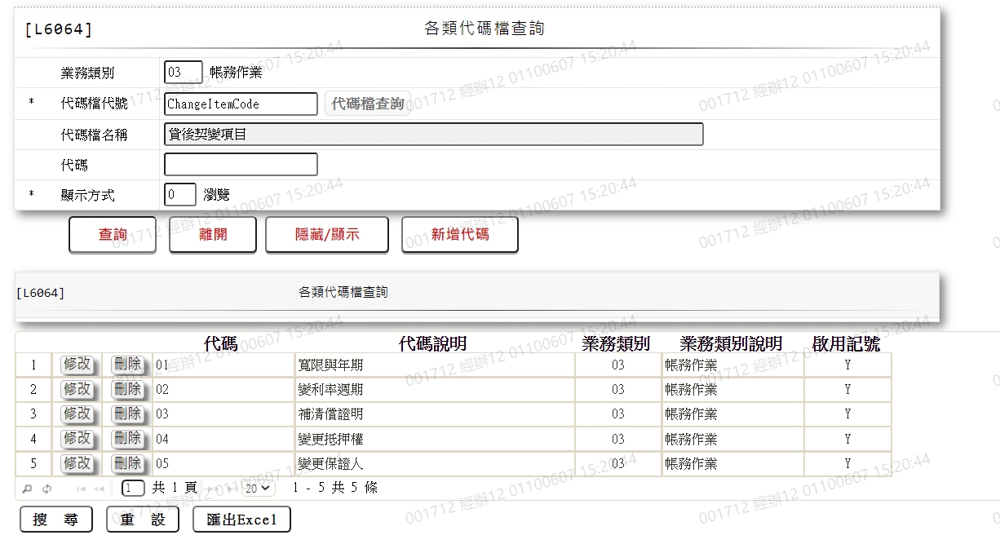 [L6064] 各類代碼檔查詢
業務類別 03 帳務作業
* 代碼檔代號 ChangeItemCode 代碼檔查詢
代碼檔名稱 貸後契變項目
代碼
* 顯示方式 0 瀏覽
查詢 離開 隱藏/顯示 新增代碼
[L6064] 各類代碼檔查詢
代碼 代碼說明 業務類別 業務類別說明 啟用記號
1 修改 刪除 01 寬限與年期 03 帳務作業 Y
2 修改 刪除 02 變利率週期 03 帳務作業 Y
3 修改 刪除 03 補清償證明 03 帳務作業 Y
4 修改 刪除 04 變更抵押權 03 帳務作業 Y
5 修改 刪除 05 變更保證人 03 帳務作業 Y
1 共 1 頁 20 1 - 5 共 5 條
搜 尋 重 設 匯出Excel
001712 經辦12 01100607 15:20:44